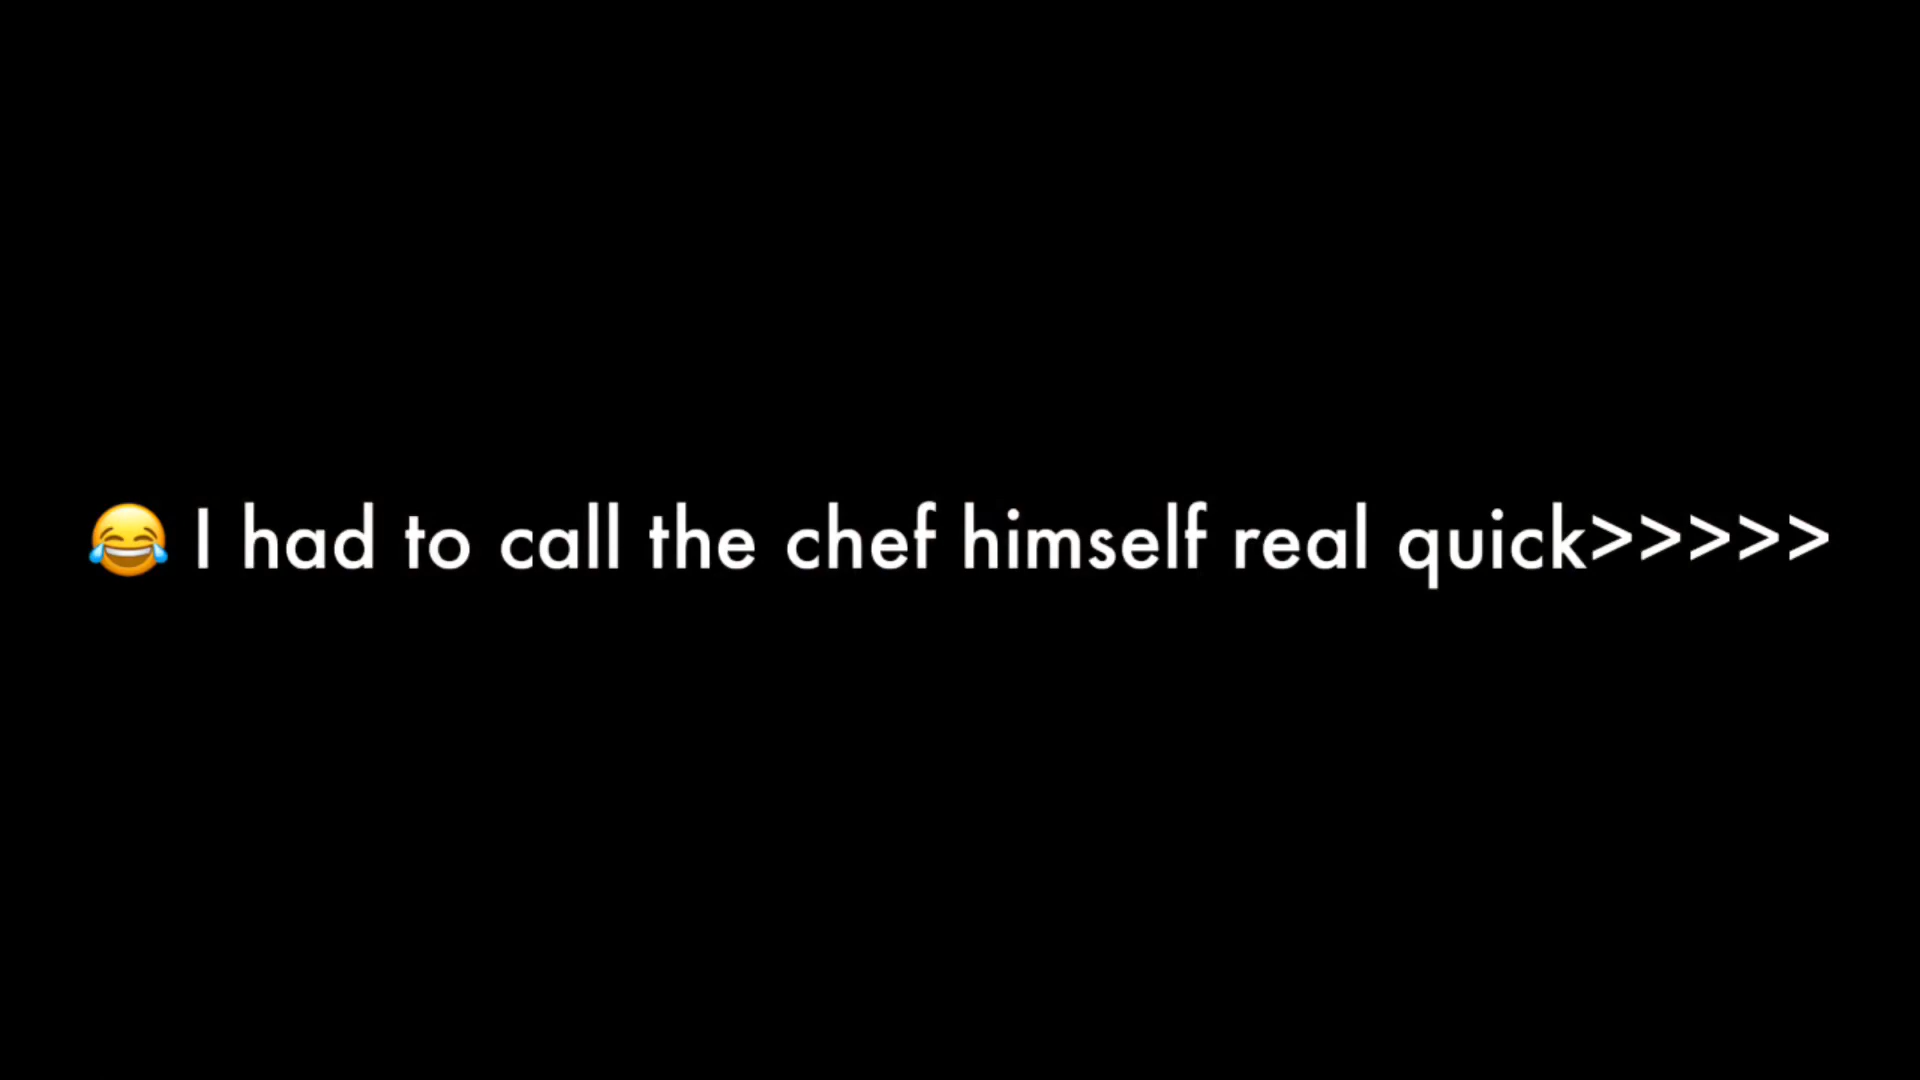 😂 I had to call the chef himself real quick>>>>>